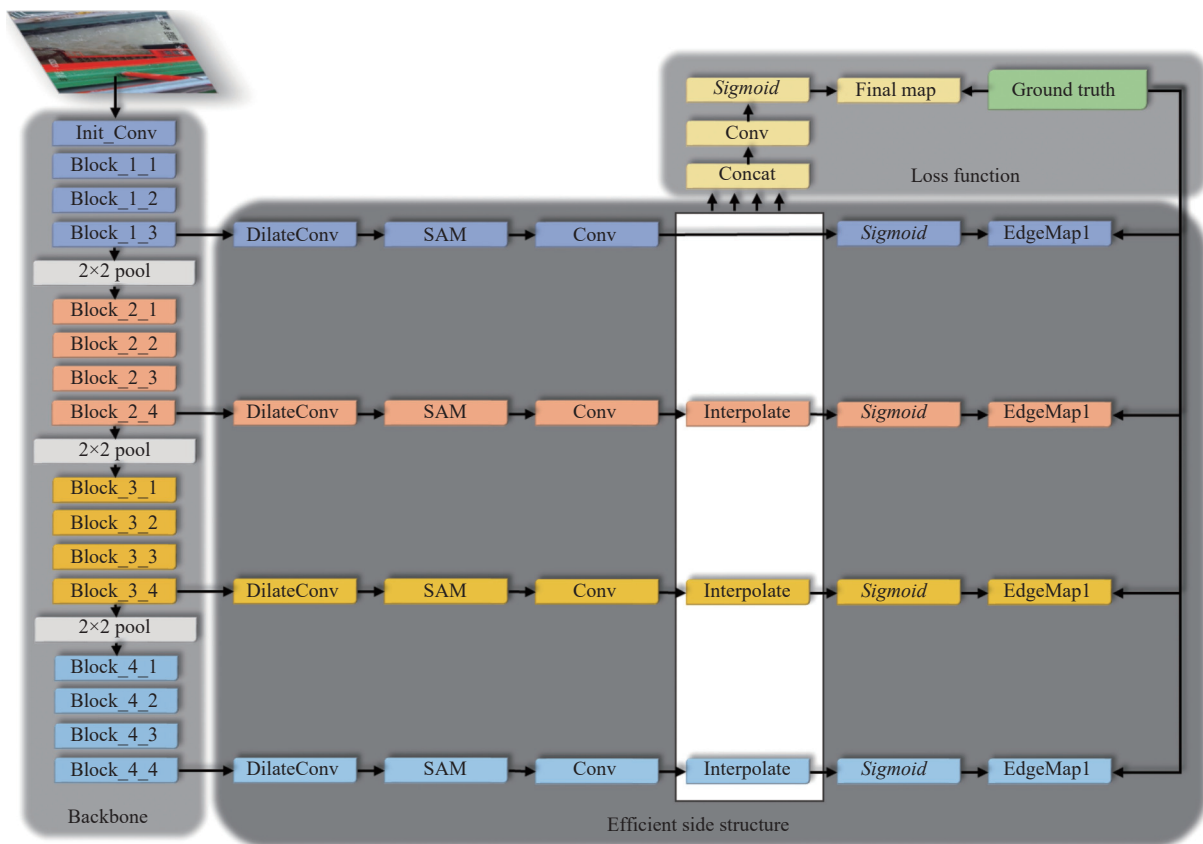 Sigmoid
Final map
Ground truth
Init_Conv
Conv
Block_1_1
Concat
Loss function
Block_1_2
Block_1_3
DilateConv
SAM
Conv
Sigmoid
EdgeMap1
2×2 pool
Block_2_1
Block_2_2
Block_2_3
Block_2_4
DilateConv
SAM
Conv
Interpolate
Sigmoid
EdgeMap1
2×2 pool
Block_3_1
Block_3_2
Block_3_3
Block_3_4
DilateConv
SAM
Conv
Interpolate
Sigmoid
EdgeMap1
2×2 pool
Block_4_1
Block_4_2
Block_4_3
Block_4_4
DilateConv
SAM
Conv
Interpolate
Sigmoid
EdgeMap1
Backbone
Efficient side structure